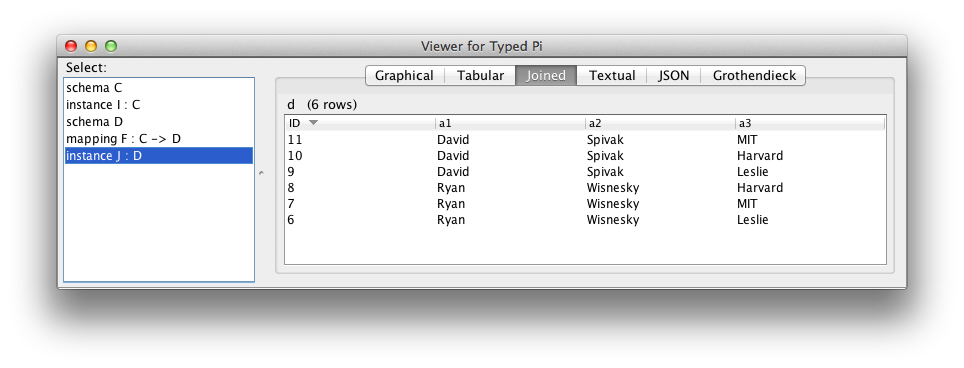 Viewer for Typed Pi
Select:
schema C
instance I : C
schema D
mapping F : C -> D
instance J : D
Graphical Tabular Joined Textual JSON Grothendieck
d (6 rows)
ID a1 a2 a3
11 David Spivak MIT
10 David Spivak Harvard
9 David Spivak Leslie
8 Ryan Wisnesky Harvard
7 Ryan Wisnesky MIT
6 Ryan Wisnesky Leslie